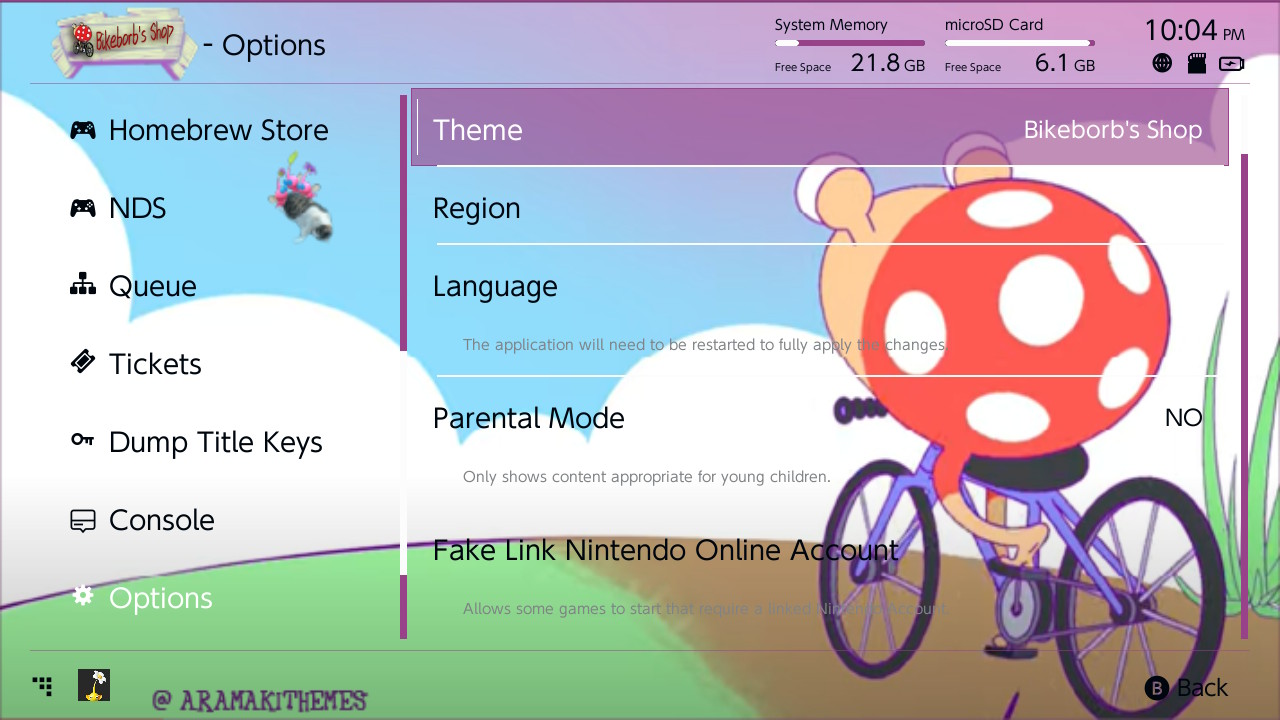 Bikeborb's Shop
- Options
System Memory
Free Space 21.8 GB
microSD Card
Free Space 6.1 GB
10:04 PM
Homebrew Store
NDS
Queue
Tickets
Dump Title Keys
Console
Options
Theme Bikeborb's Shop
Region
Language
The application will need to be restarted to fully apply the changes.
Parental Mode NO
Only shows content appropriate for young children.
Fake Link Nintendo Online Account
Allows some games to start that require a linked Nintendo Account.
@ ARAMAKITHEMES
B Back